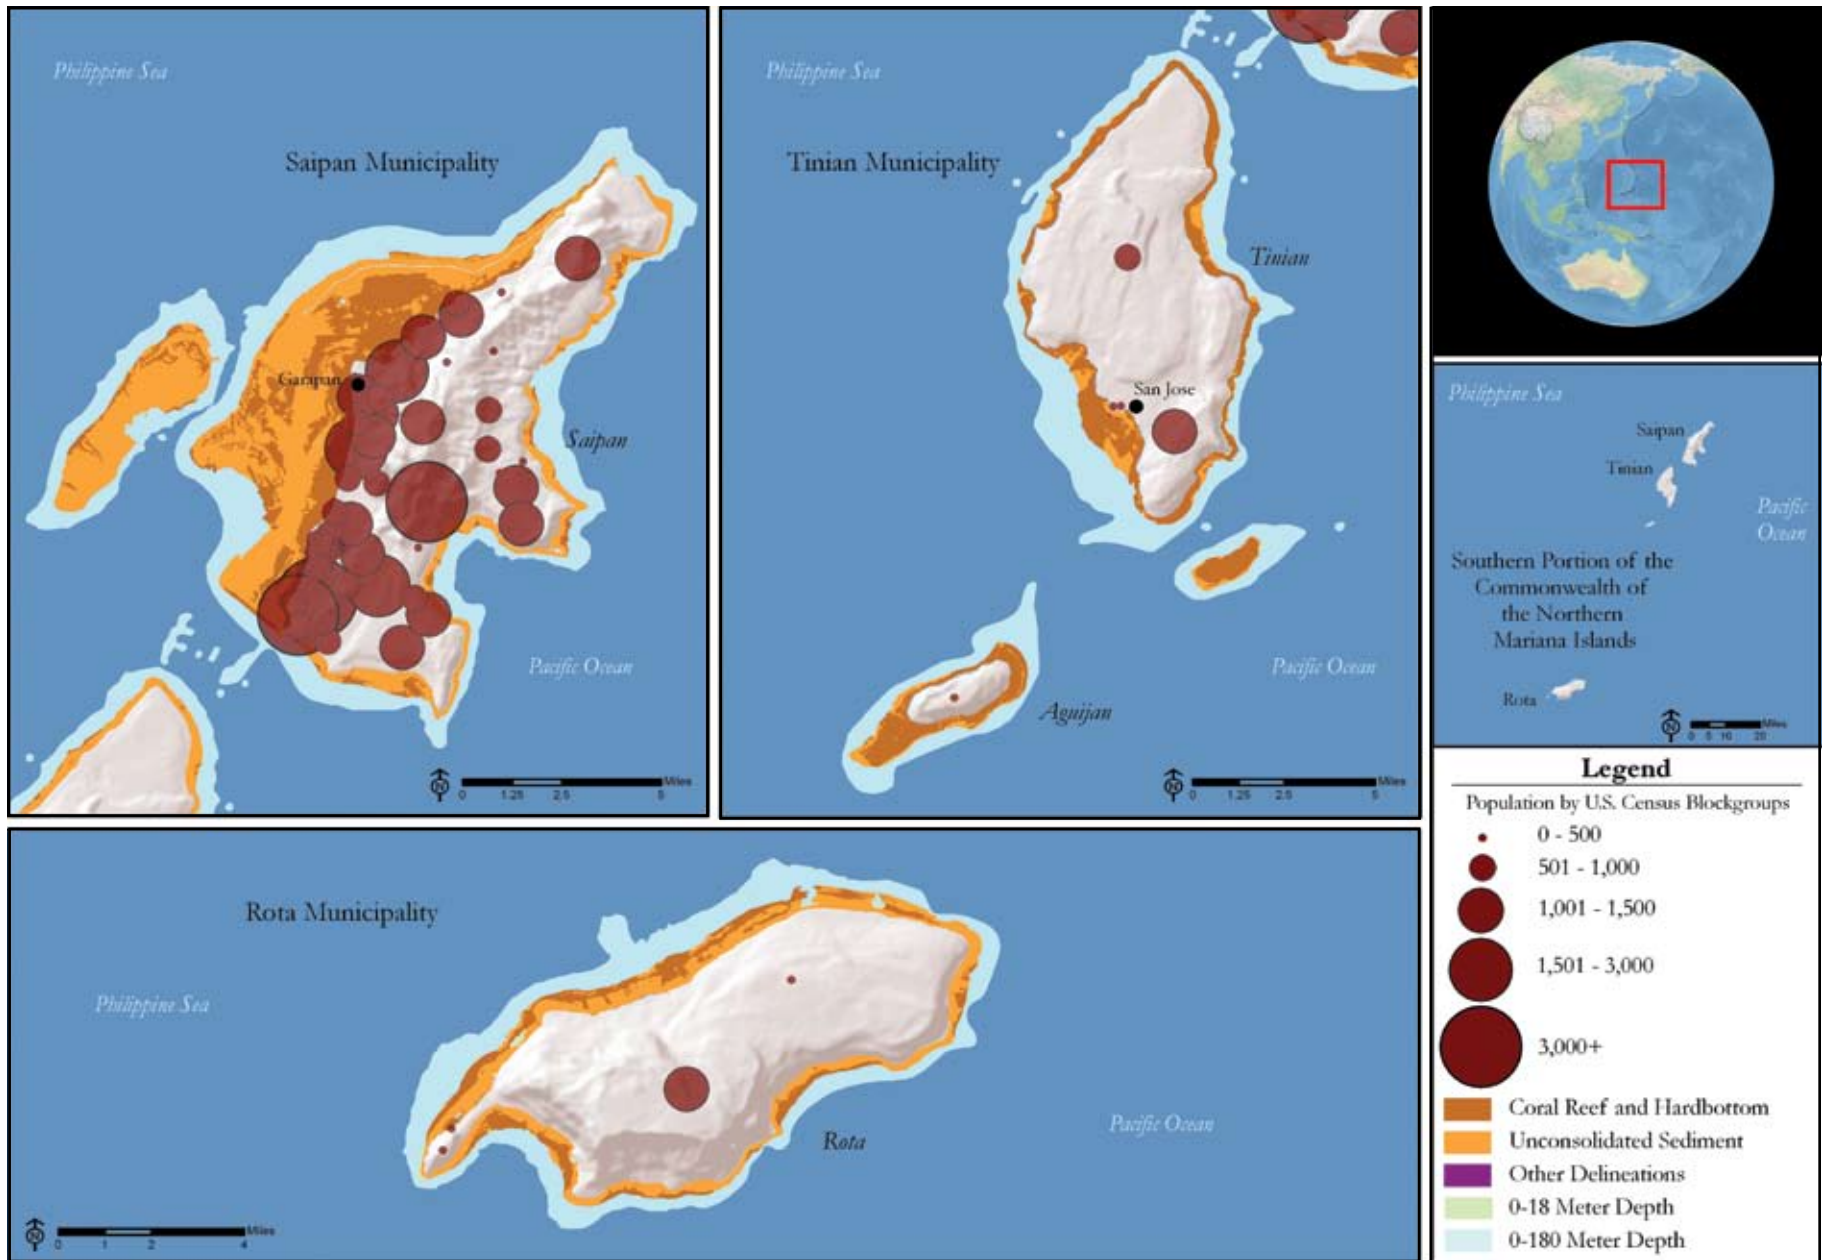 Philippine Sea
Saipan Municipality
Garapan
Saipan
Pacific Ocean
N
0 1.25 2.5 5 Miles
Philippine Sea
Tinian Municipality
Tinian
San Jose
Aguijan
Pacific Ocean
N
0 1.25 2.5 5 Miles
Rota Municipality
Philippine Sea
Rota
Pacific Ocean
N
0 1 2 4 Miles
Philippine Sea
Saipan
Tinian
Pacific
Ocean
Southern Portion of the
Commonwealth of
the Northern
Mariana Islands
Rota
N
0 5 10 20 Miles
Legend
Population by U.S. Census Blockgroups
0 - 500
501 - 1,000
1,001 - 1,500
1,501 - 3,000
3,000+
Coral Reef and Hardbottom
Unconsolidated Sediment
Other Delineations
0-18 Meter Depth
0-180 Meter Depth